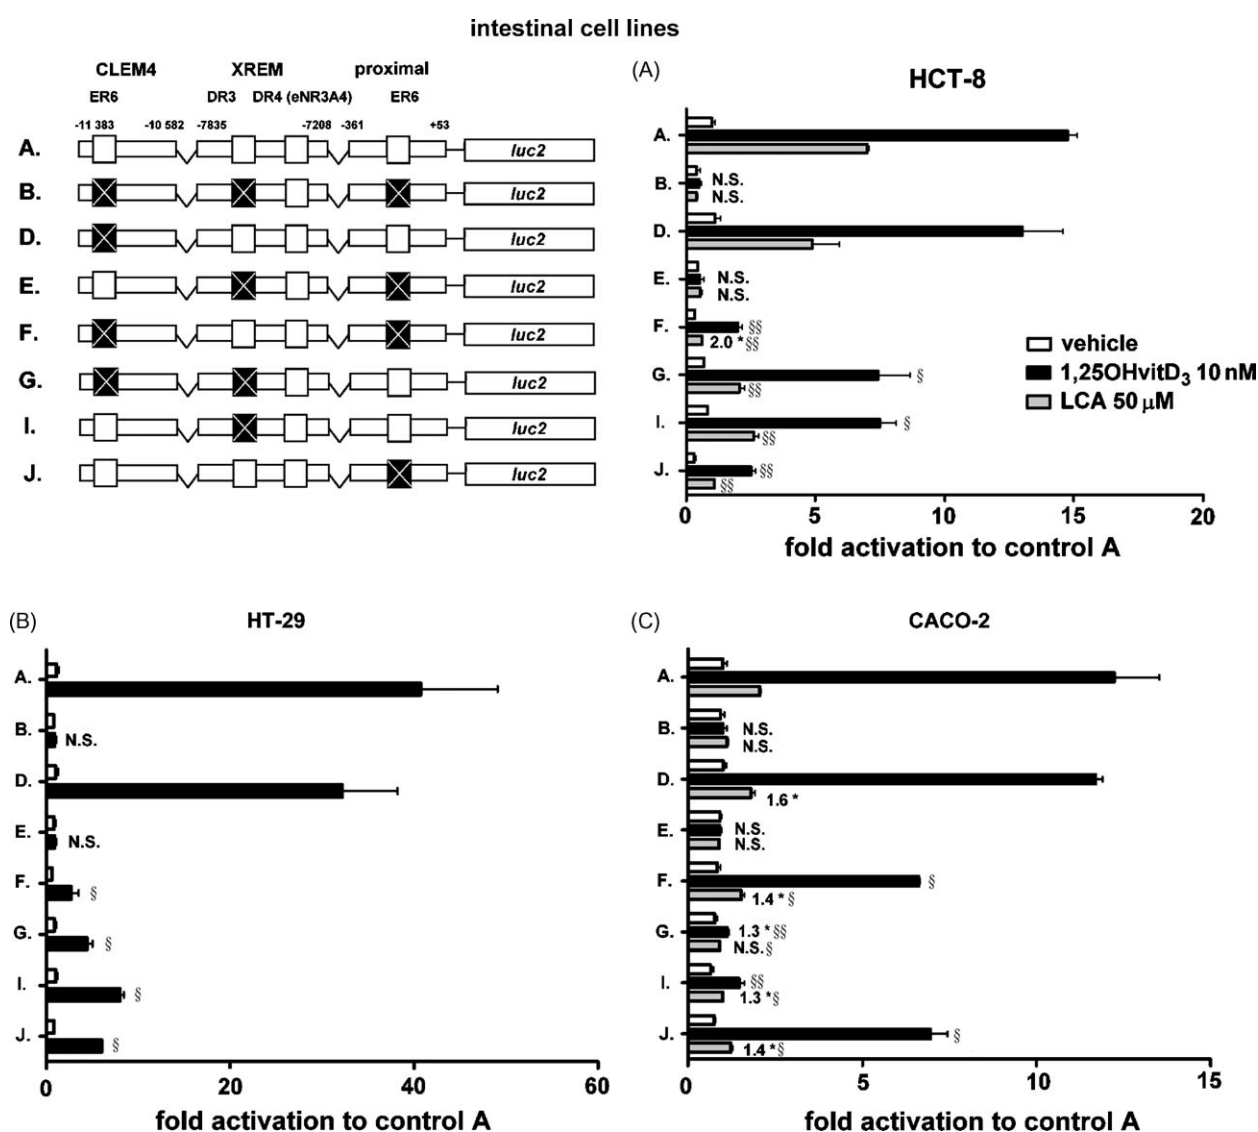 intestinal cell lines
CLEM4 XREM proximal
ER6 DR3 DR4 (eNR3A4) ER6
-11 383 -10 582 -7835 -7208 -361 +53
A. luc2
B. luc2
D. luc2
E. luc2
F. luc2
G. luc2
I. luc2
J. luc2
(A) HCT-8
A.
B. N.S.
N.S.
D.
E. N.S.
N.S.
F. §§
2.0 * §§
G. §
§§
I. §
§§
J. §§
§§
vehicle
1,25OHvitD3 10 nM
LCA 50 μM
0 5 10 15 20
fold activation to control A
(B) HT-29
A.
B. N.S.
D.
E. N.S.
F. §
G. §
I. §
J. §
0 20 40 60
fold activation to control A
(C) CACO-2
A.
B. N.S.
N.S.
D.
1.6 *
E. N.S.
N.S.
F. §
1.4 * §
G. 1.3 * §§
N.S. §
I. §§
1.3 * §
J. §
1.4 * §
0 5 10 15
fold activation to control A